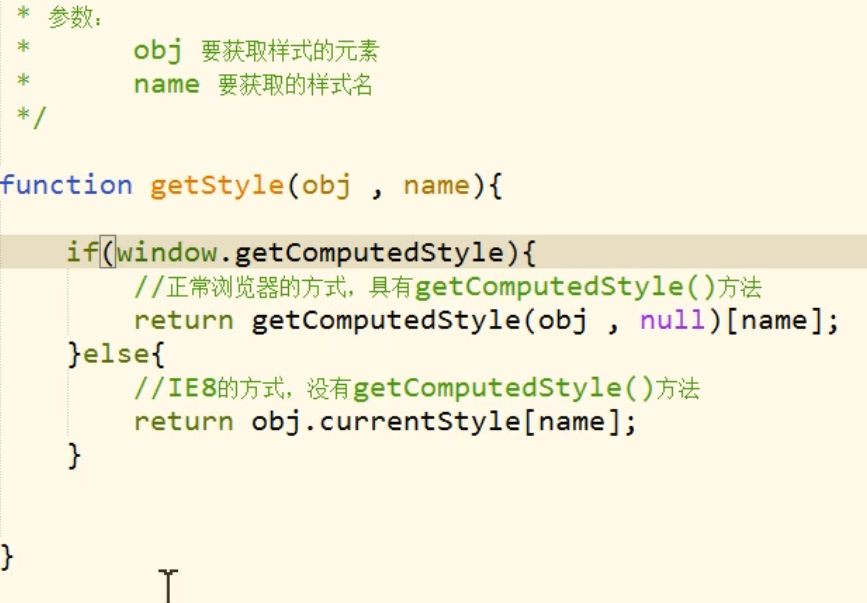 * 参数：
*      obj 要获取样式的元素
*      name 要获取的样式名
*/
function getStyle(obj , name){
    if(window.getComputedStyle){
        //正常浏览器的方式，具有getComputedStyle()方法
        return getComputedStyle(obj , null)[name];
    }else{
        //IE8的方式，没有getComputedStyle()方法
        return obj.currentStyle[name];
    }
}